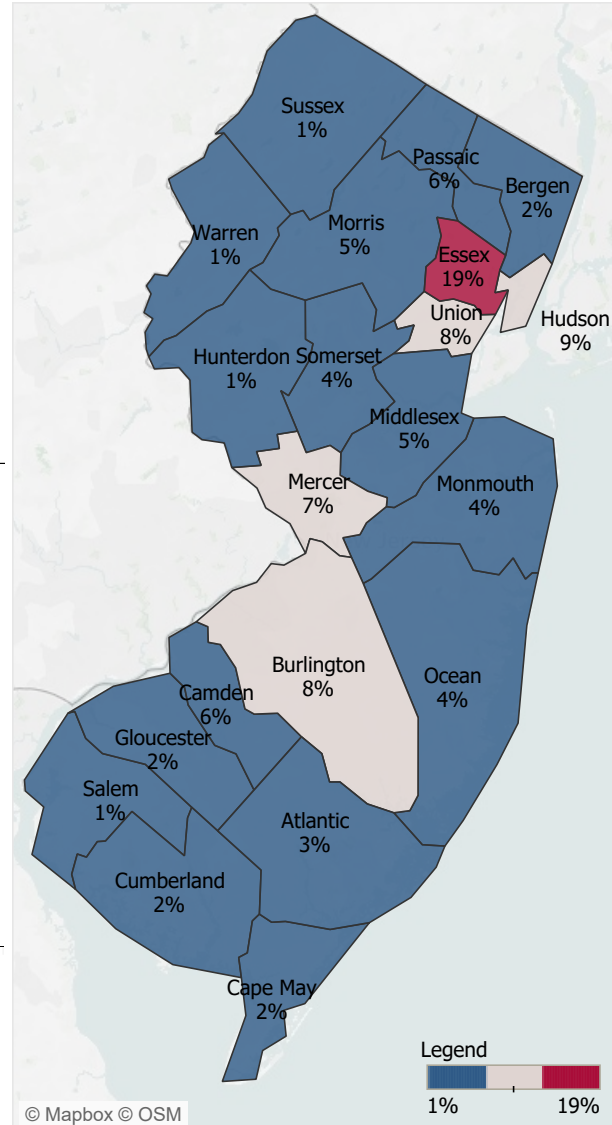 Sussex
1%
Passaic
6%
Bergen
2%
Warren
1%
Morris
5%
Essex
19%
Union
8%
Hudson
9%
Hunterdon
1%
Somerset
4%
Middlesex
5%
Mercer
7%
Monmouth
4%
Burlington
8%
Ocean
4%
Camden
6%
Gloucester
2%
Salem
1%
Atlantic
3%
Cumberland
2%
Cape May
2%
Legend
1% 19%
© Mapbox © OSM